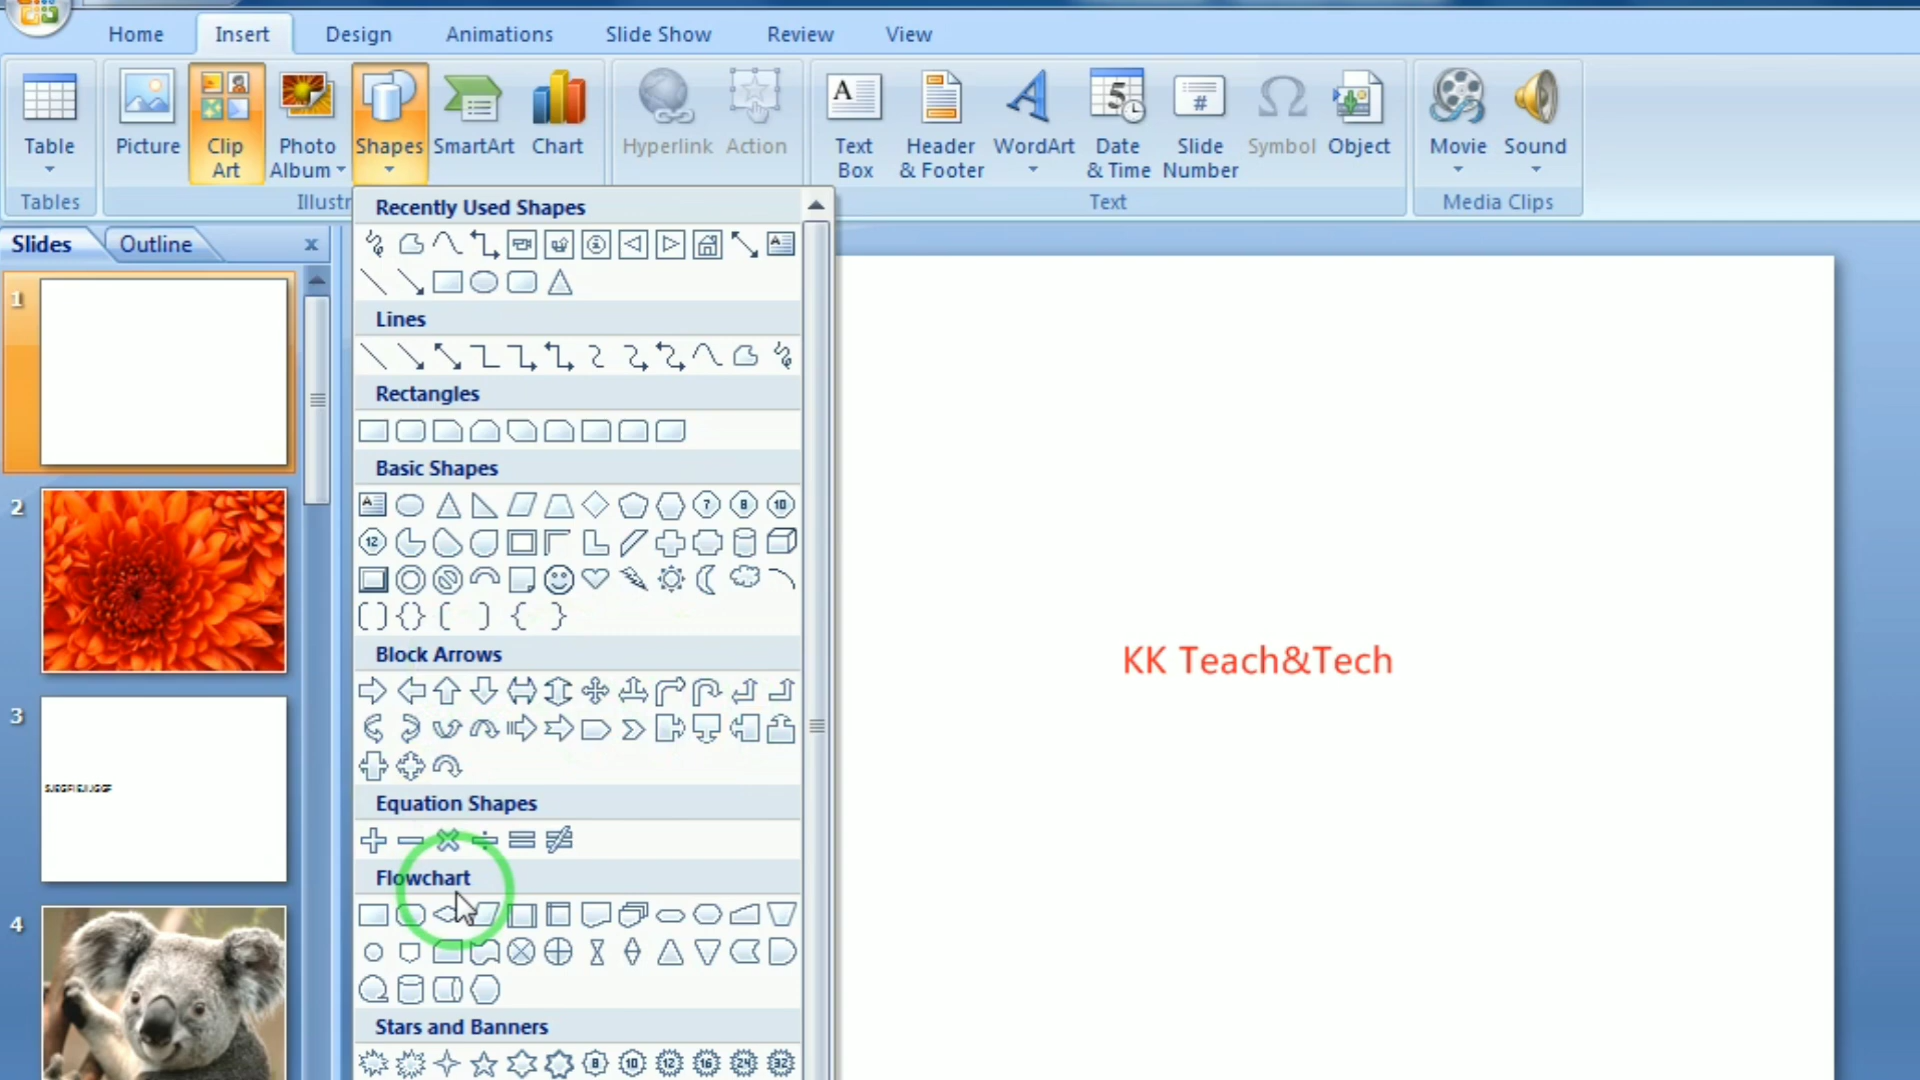 Home Insert Design Animations Slide Show Review View
Table Picture Clip Art Photo Album Shapes SmartArt Chart Hyperlink Action Text Box Header & Footer WordArt Date & Time Slide Number Symbol Object Movie Sound
Tables Illustr Text Media Clips
Slides Outline x
Recently Used Shapes
Lines
Rectangles
Basic Shapes
Block Arrows
Equation Shapes
Flowchart
Stars and Banners
1
2
3
4
KK Teach&Tech